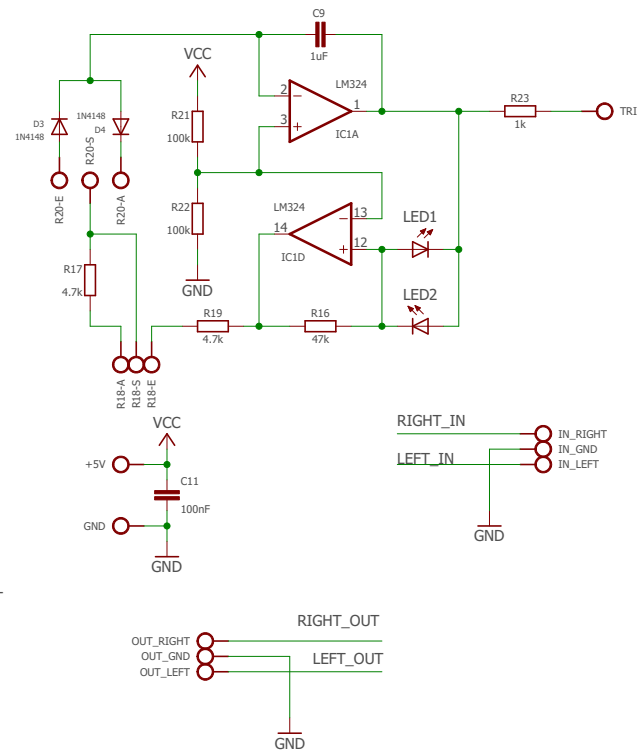 C9
1uF
VCC
LM324
2
1
3
IC1A
R21
100k
R23
1k
TRI
D3
1N4148
1N4148
D4
R20-S
R20-E
R20-A
R22
100k
LM324
14
13
12
IC1D
LED1
LED2
GND
R17
4.7k
R19
4.7k
R16
47k
R18-A
R18-S
R18-E
VCC
+5V
C11
100nF
GND
GND
RIGHT_IN
LEFT_IN
IN_RIGHT
IN_GND
IN_LEFT
GND
RIGHT_OUT
LEFT_OUT
OUT_RIGHT
OUT_GND
OUT_LEFT
GND